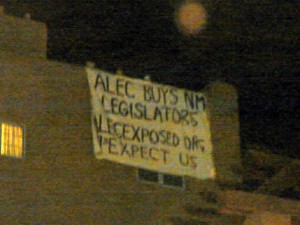 ALEC BUYS NM
LEGISLATORS
ALECEXPOSED.ORG
#EXPECT US